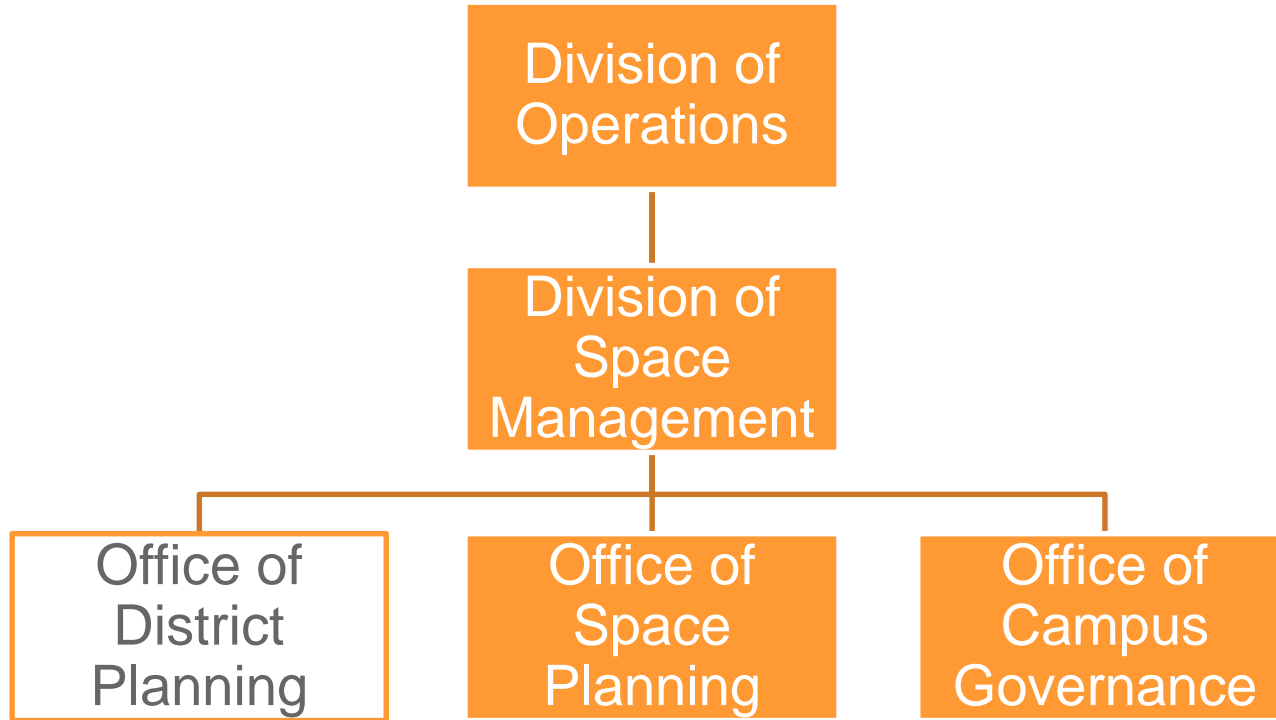 Division of
Operations
Division of
Space
Management
Office of
District
Planning
Office of
Space
Planning
Office of
Campus
Governance